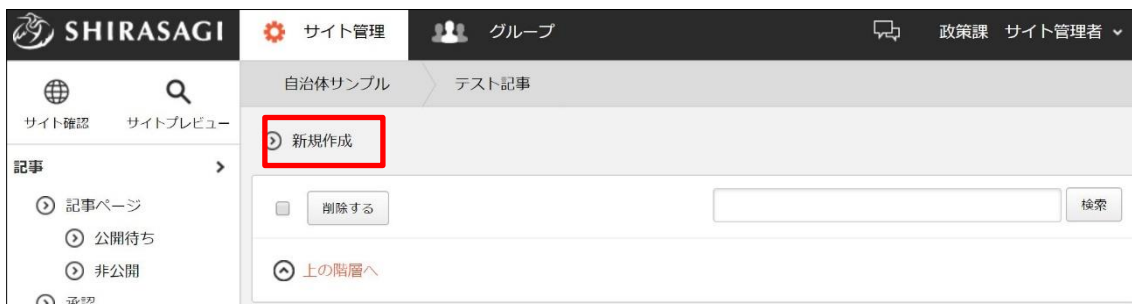 SHIRASAGI サイト管理 グループ 政策課 サイト管理者
サイト確認 サイトプレビュー
自治体サンプル テスト記事
新規作成
記事
記事ページ
公開待ち
非公開
承認
削除する 検索
上の階層へ